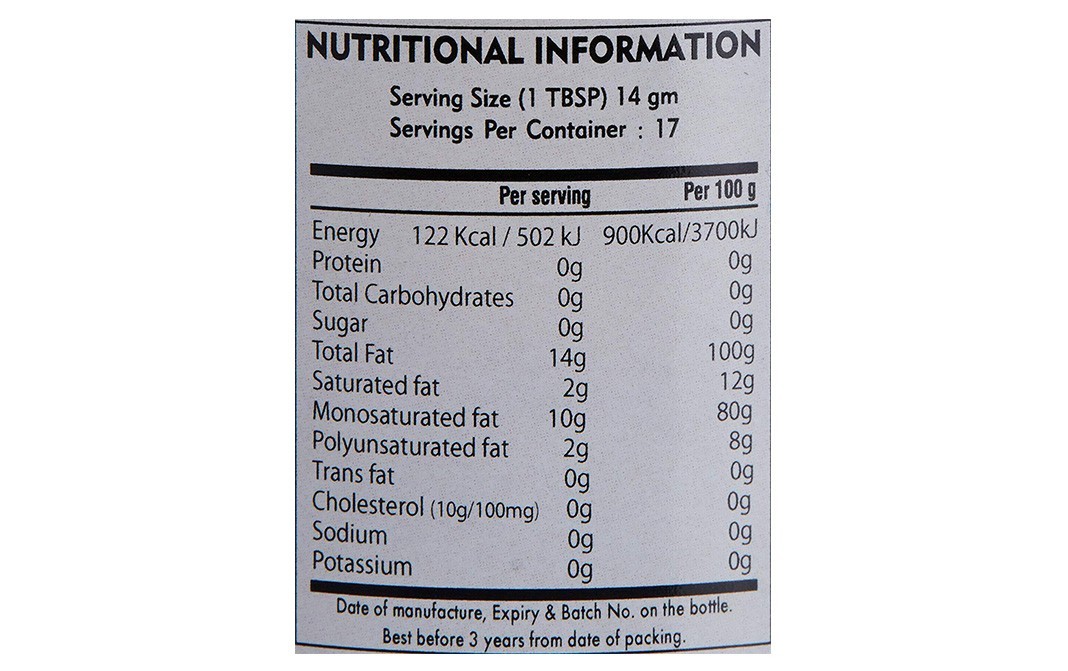 NUTRITIONAL INFORMATION
Serving Size (1 TBSP) 14 gm
Servings Per Container : 17
Per serving Per 100 g
Energy 122 Kcal / 502 kJ 900Kcal/3700kJ
Protein 0g 0g
Total Carbohydrates 0g 0g
Sugar 0g 0g
Total Fat 14g 100g
Saturated fat 2g 12g
Monosaturated fat 10g 80g
Polyunsaturated fat 2g 8g
Trans fat 0g 0g
Cholesterol (10g/100mg) 0g 0g
Sodium 0g 0g
Potassium 0g 0g
Date of manufacture, Expiry & Batch No. on the bottle.
Best before 3 years from date of packing.